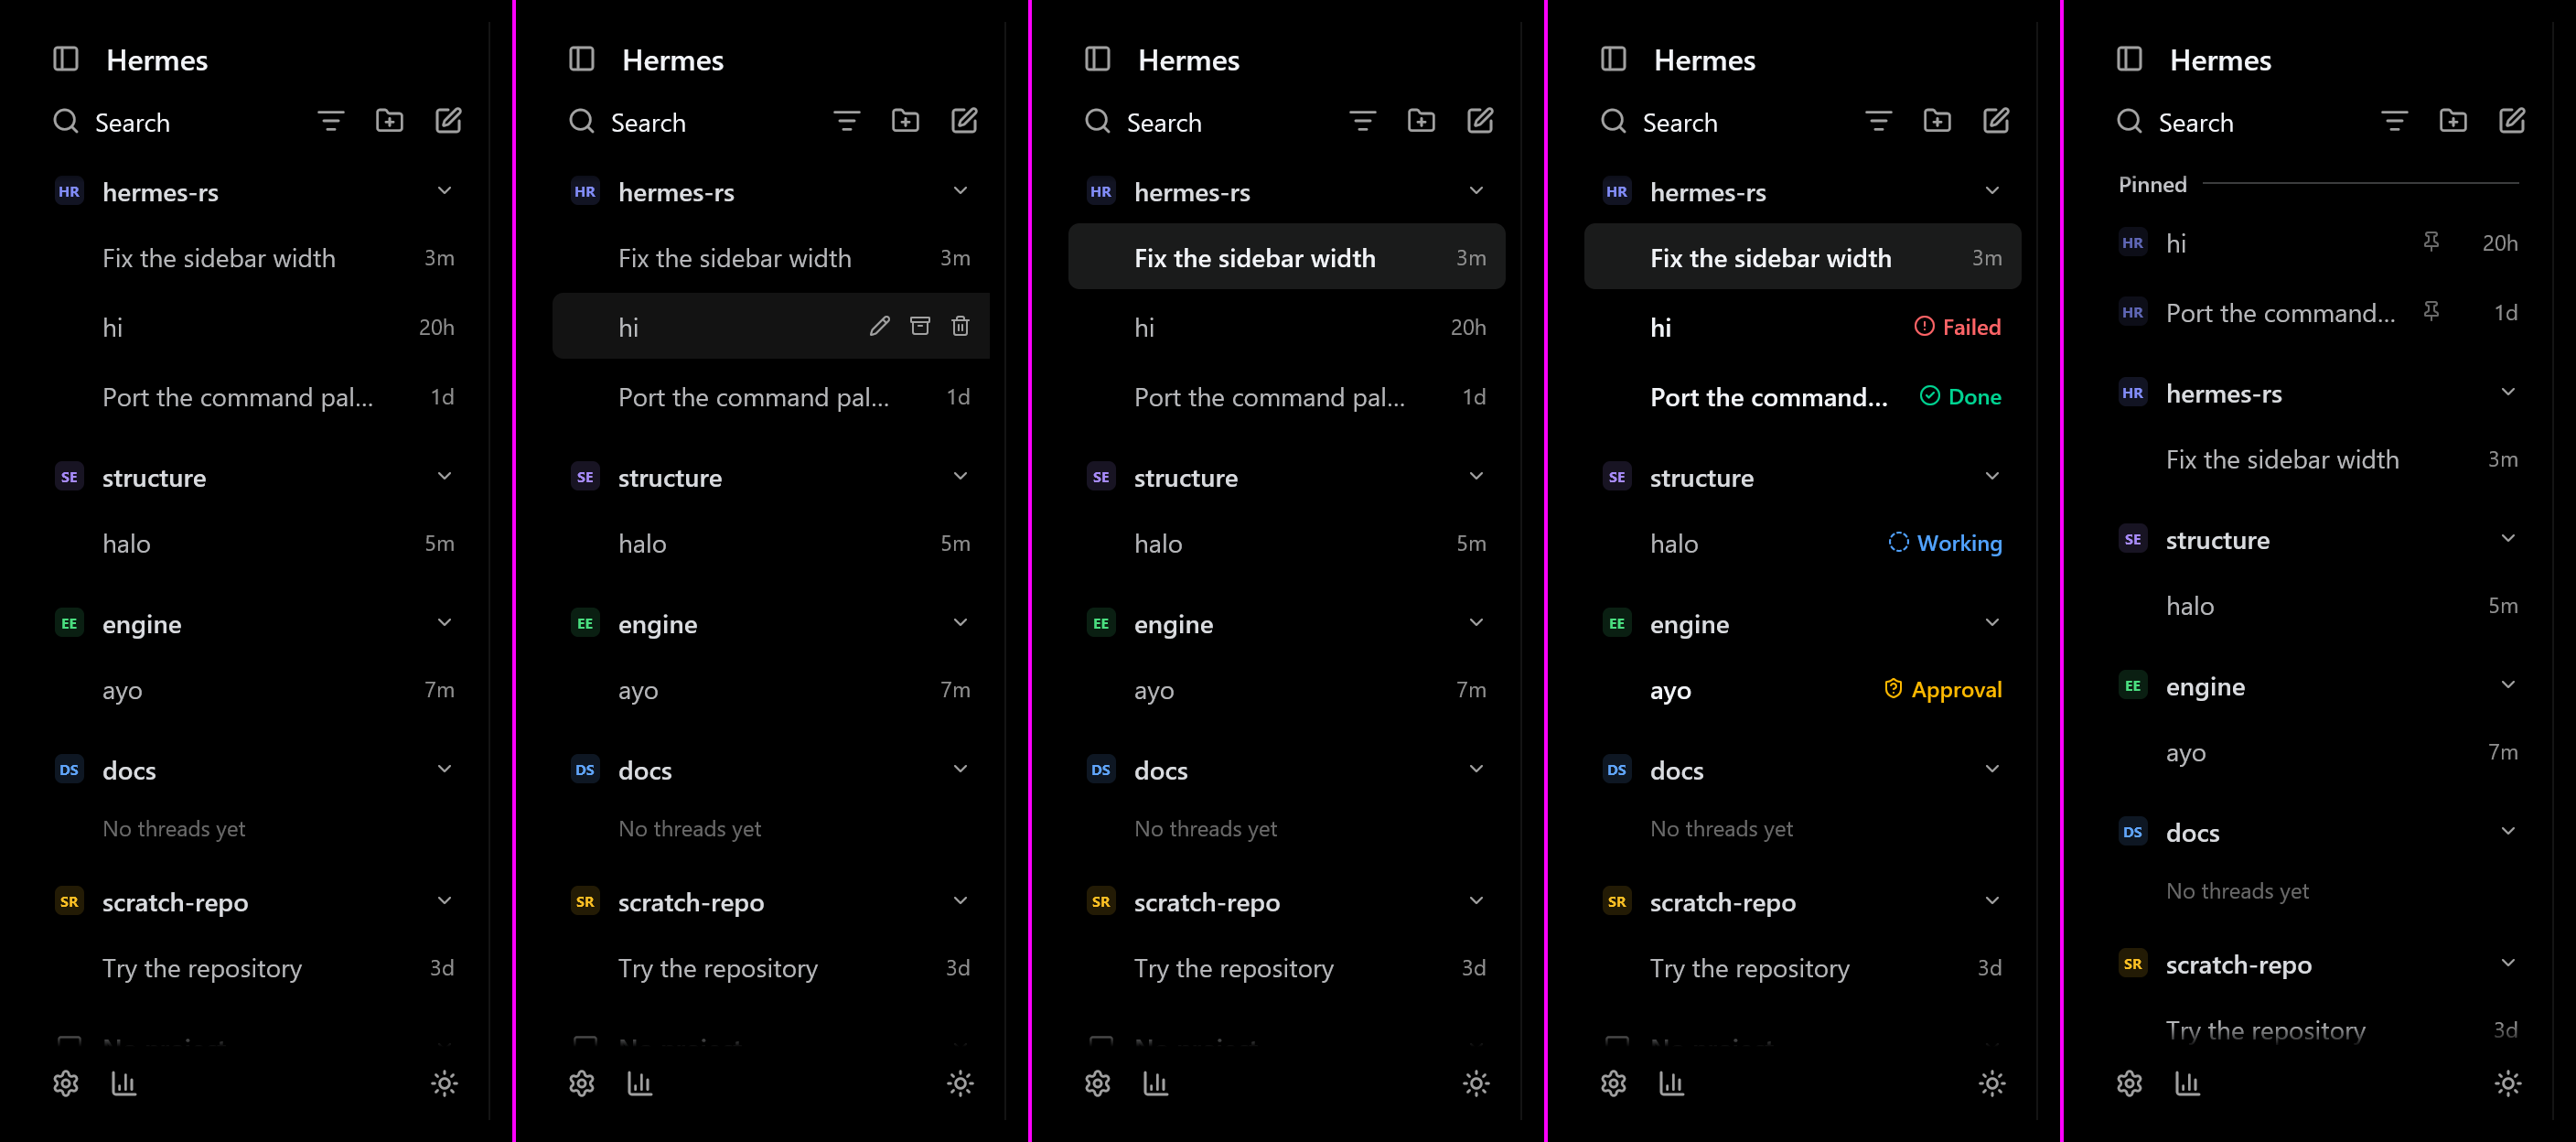 Hermes
Search
HR hermes-rs
Fix the sidebar width 3m
hi 20h
Port the command pal... 1d
SE structure
halo 5m
EE engine
ayo 7m
DS docs
No threads yet
SR scratch-repo
Try the repository 3d
Hermes
Search
HR hermes-rs
Fix the sidebar width 3m
hi
Port the command pal... 1d
SE structure
halo 5m
EE engine
ayo 7m
DS docs
No threads yet
SR scratch-repo
Try the repository 3d
Hermes
Search
HR hermes-rs
Fix the sidebar width 3m
hi 20h
Port the command pal... 1d
SE structure
halo 5m
EE engine
ayo 7m
DS docs
No threads yet
SR scratch-repo
Try the repository 3d
Hermes
Search
HR hermes-rs
Fix the sidebar width 3m
hi Failed
Port the command... Done
SE structure
halo Working
EE engine
ayo Approval
DS docs
No threads yet
SR scratch-repo
Try the repository 3d
Hermes
Search
Pinned
HR hi 20h
HR Port the command... 1d
HR hermes-rs
Fix the sidebar width 3m
SE structure
halo 5m
EE engine
ayo 7m
DS docs
No threads yet
SR scratch-repo
Try the repository 3d